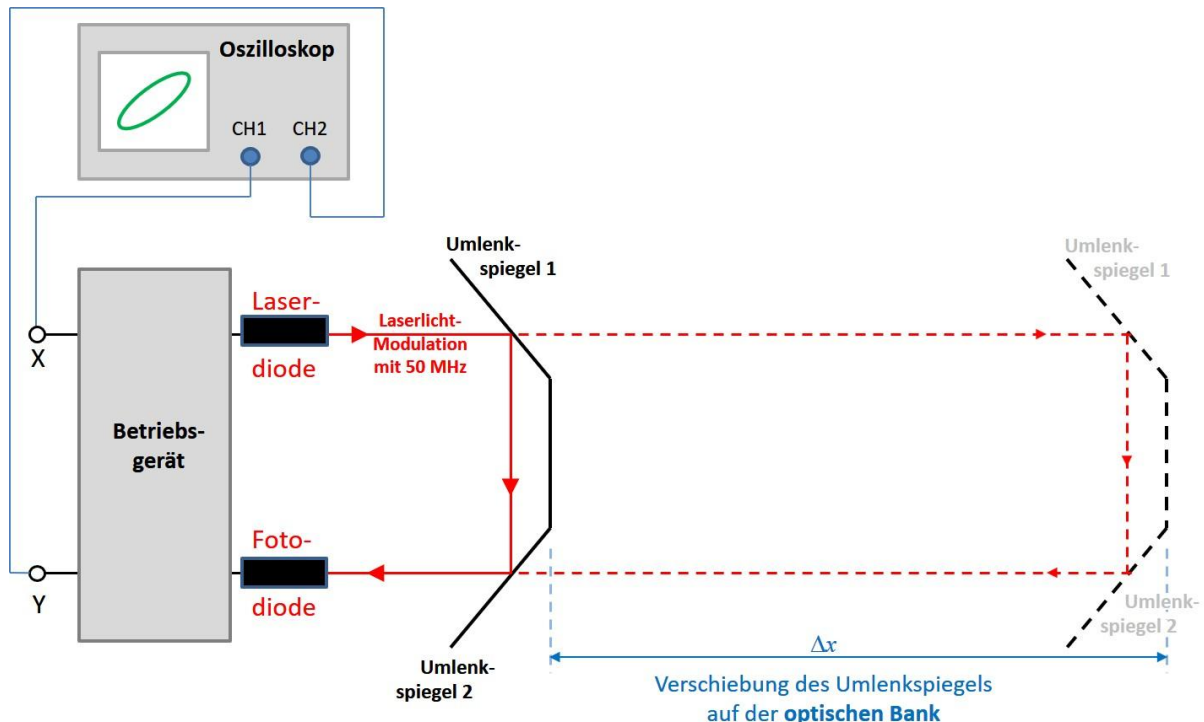 Oszilloskop
CH1 CH2
Umlenk-
spiegel 1
Umlenk-
spiegel 1
Laser-
diode
Laserlicht-
Modulation
mit 50 MHz
X
Betriebs-
gerät
Foto-
diode
Y
Umlenk-
spiegel 2
Umlenk-
spiegel 2
Δx
Verschiebung des Umlenkspiegels
auf der optischen Bank